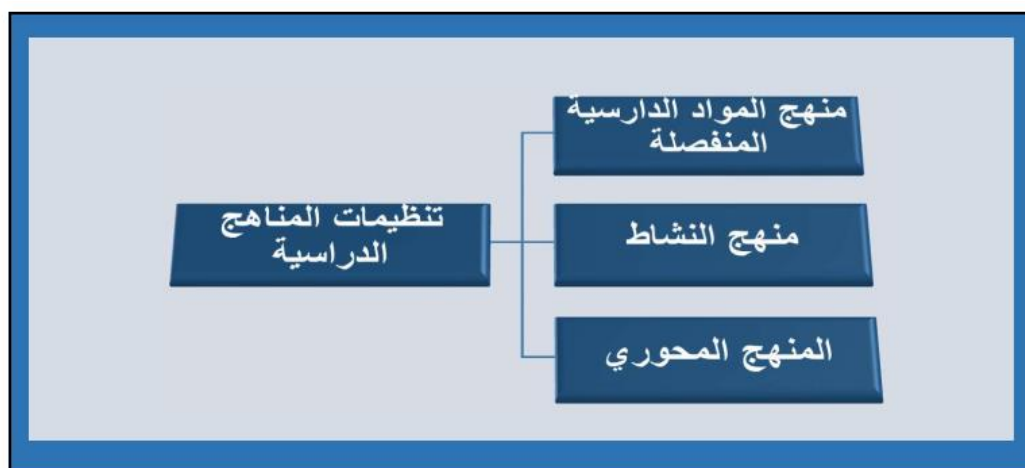 تنظيمات المناهج
الدراسية
منهج المواد الدارسية
المنفصلة
منهج النشاط
المنهج المحوري